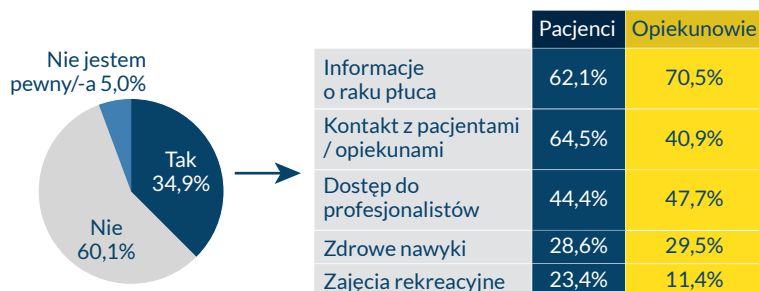 Nie jestem
pewny/-a 5,0%
Tak
34,9%
Nie
60,1%
Pacjenci Opiekunowie
Informacje
o raku płuca 62,1% 70,5%
Kontakt z pacjentami
/ opiekunami 64,5% 40,9%
Dostęp do
profesjonalistów 44,4% 47,7%
Zdrowe nawyki 28,6% 29,5%
Zajęcia rekreacyjne 23,4% 11,4%